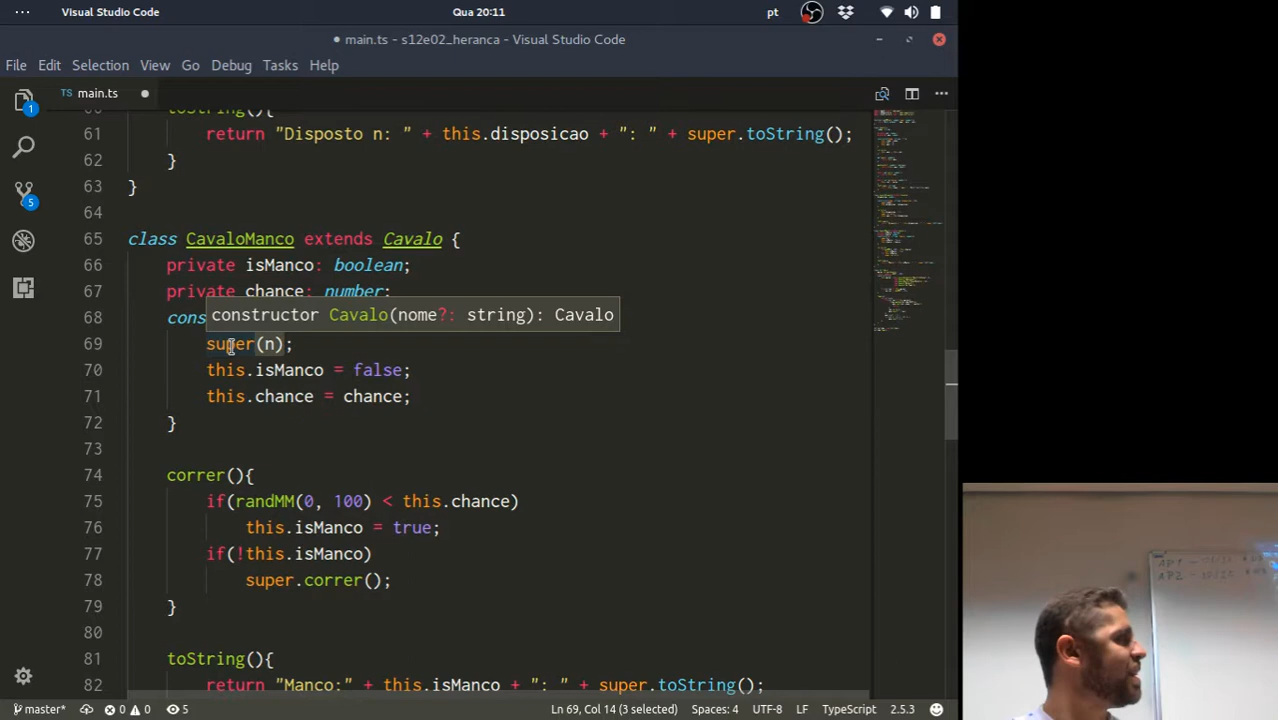 Visual Studio Code
Qua 20:11
pt
main.ts - s12e02_heranca - Visual Studio Code
File Edit Selection View Go Debug Tasks Help
TS main.ts
toString(){
61 return "Disposto n: " + this.disposicao + ": " + super.toString();
62 }
63 }
64
65 class CavaloManco extends Cavalo {
66 private isManco: boolean;
67 private chance: number;
68 cons
constructor Cavalo(nome?: string): Cavalo
69 super(n);
70 this.isManco = false;
71 this.chance = chance;
72 }
73
74 correr(){
75 if(randMM(0, 100) < this.chance)
76 this.isManco = true;
77 if(!this.isManco)
78 super.correr();
79 }
80
81 toString(){
82 return "Manco:" + this.isManco + ": " + super.toString();
1
5
master* 0 0 5
Ln 69, Col 14 (3 selected) Spaces: 4 UTF-8 LF TypeScript 2.5.3